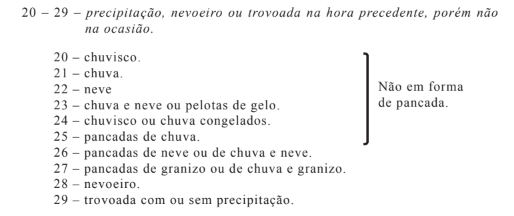 20 – 29 – precipitação, nevoeiro ou trovoada na hora precedente, porém não
na ocasião.
20 – chuvisco.
21 – chuva.
22 – neve
23 – chuva e neve ou pelotas de gelo.
24 – chuvisco ou chuva congelados.
25 – pancadas de chuva.
26 – pancadas de neve ou de chuva e neve.
27 – pancadas de granizo ou de chuva e granizo.
28 – nevoeiro.
29 – trovoada com ou sem precipitação.
Não em forma
de pancada.